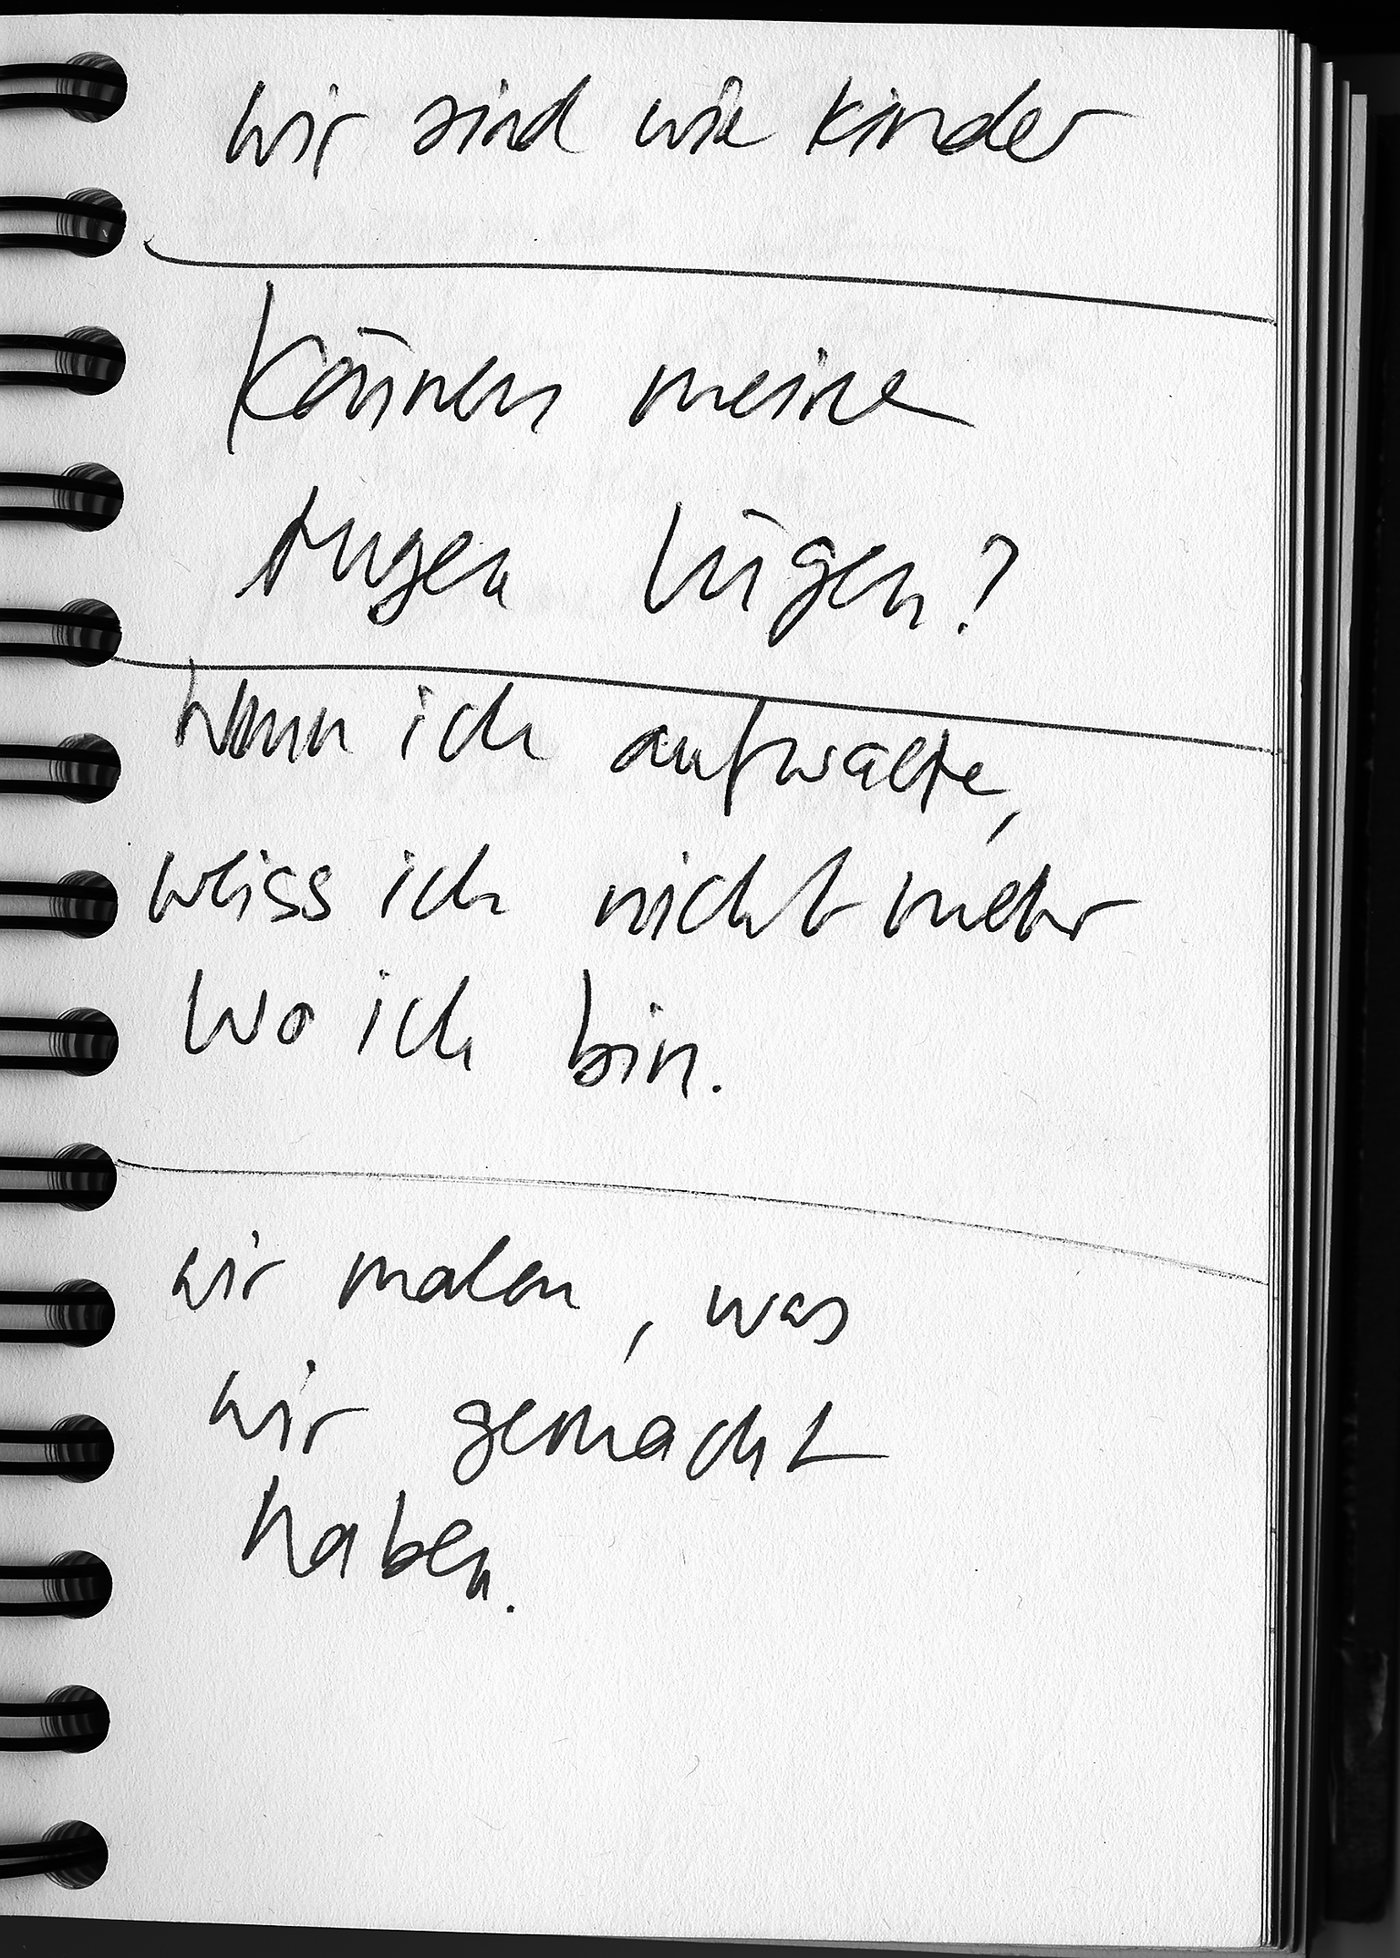 wir sind wie kinder
Können meine
Augen lügen?
Wenn ich
weiss ich nicht mehr
wo ich bin.
wir malen, was
wir gemacht
haben.